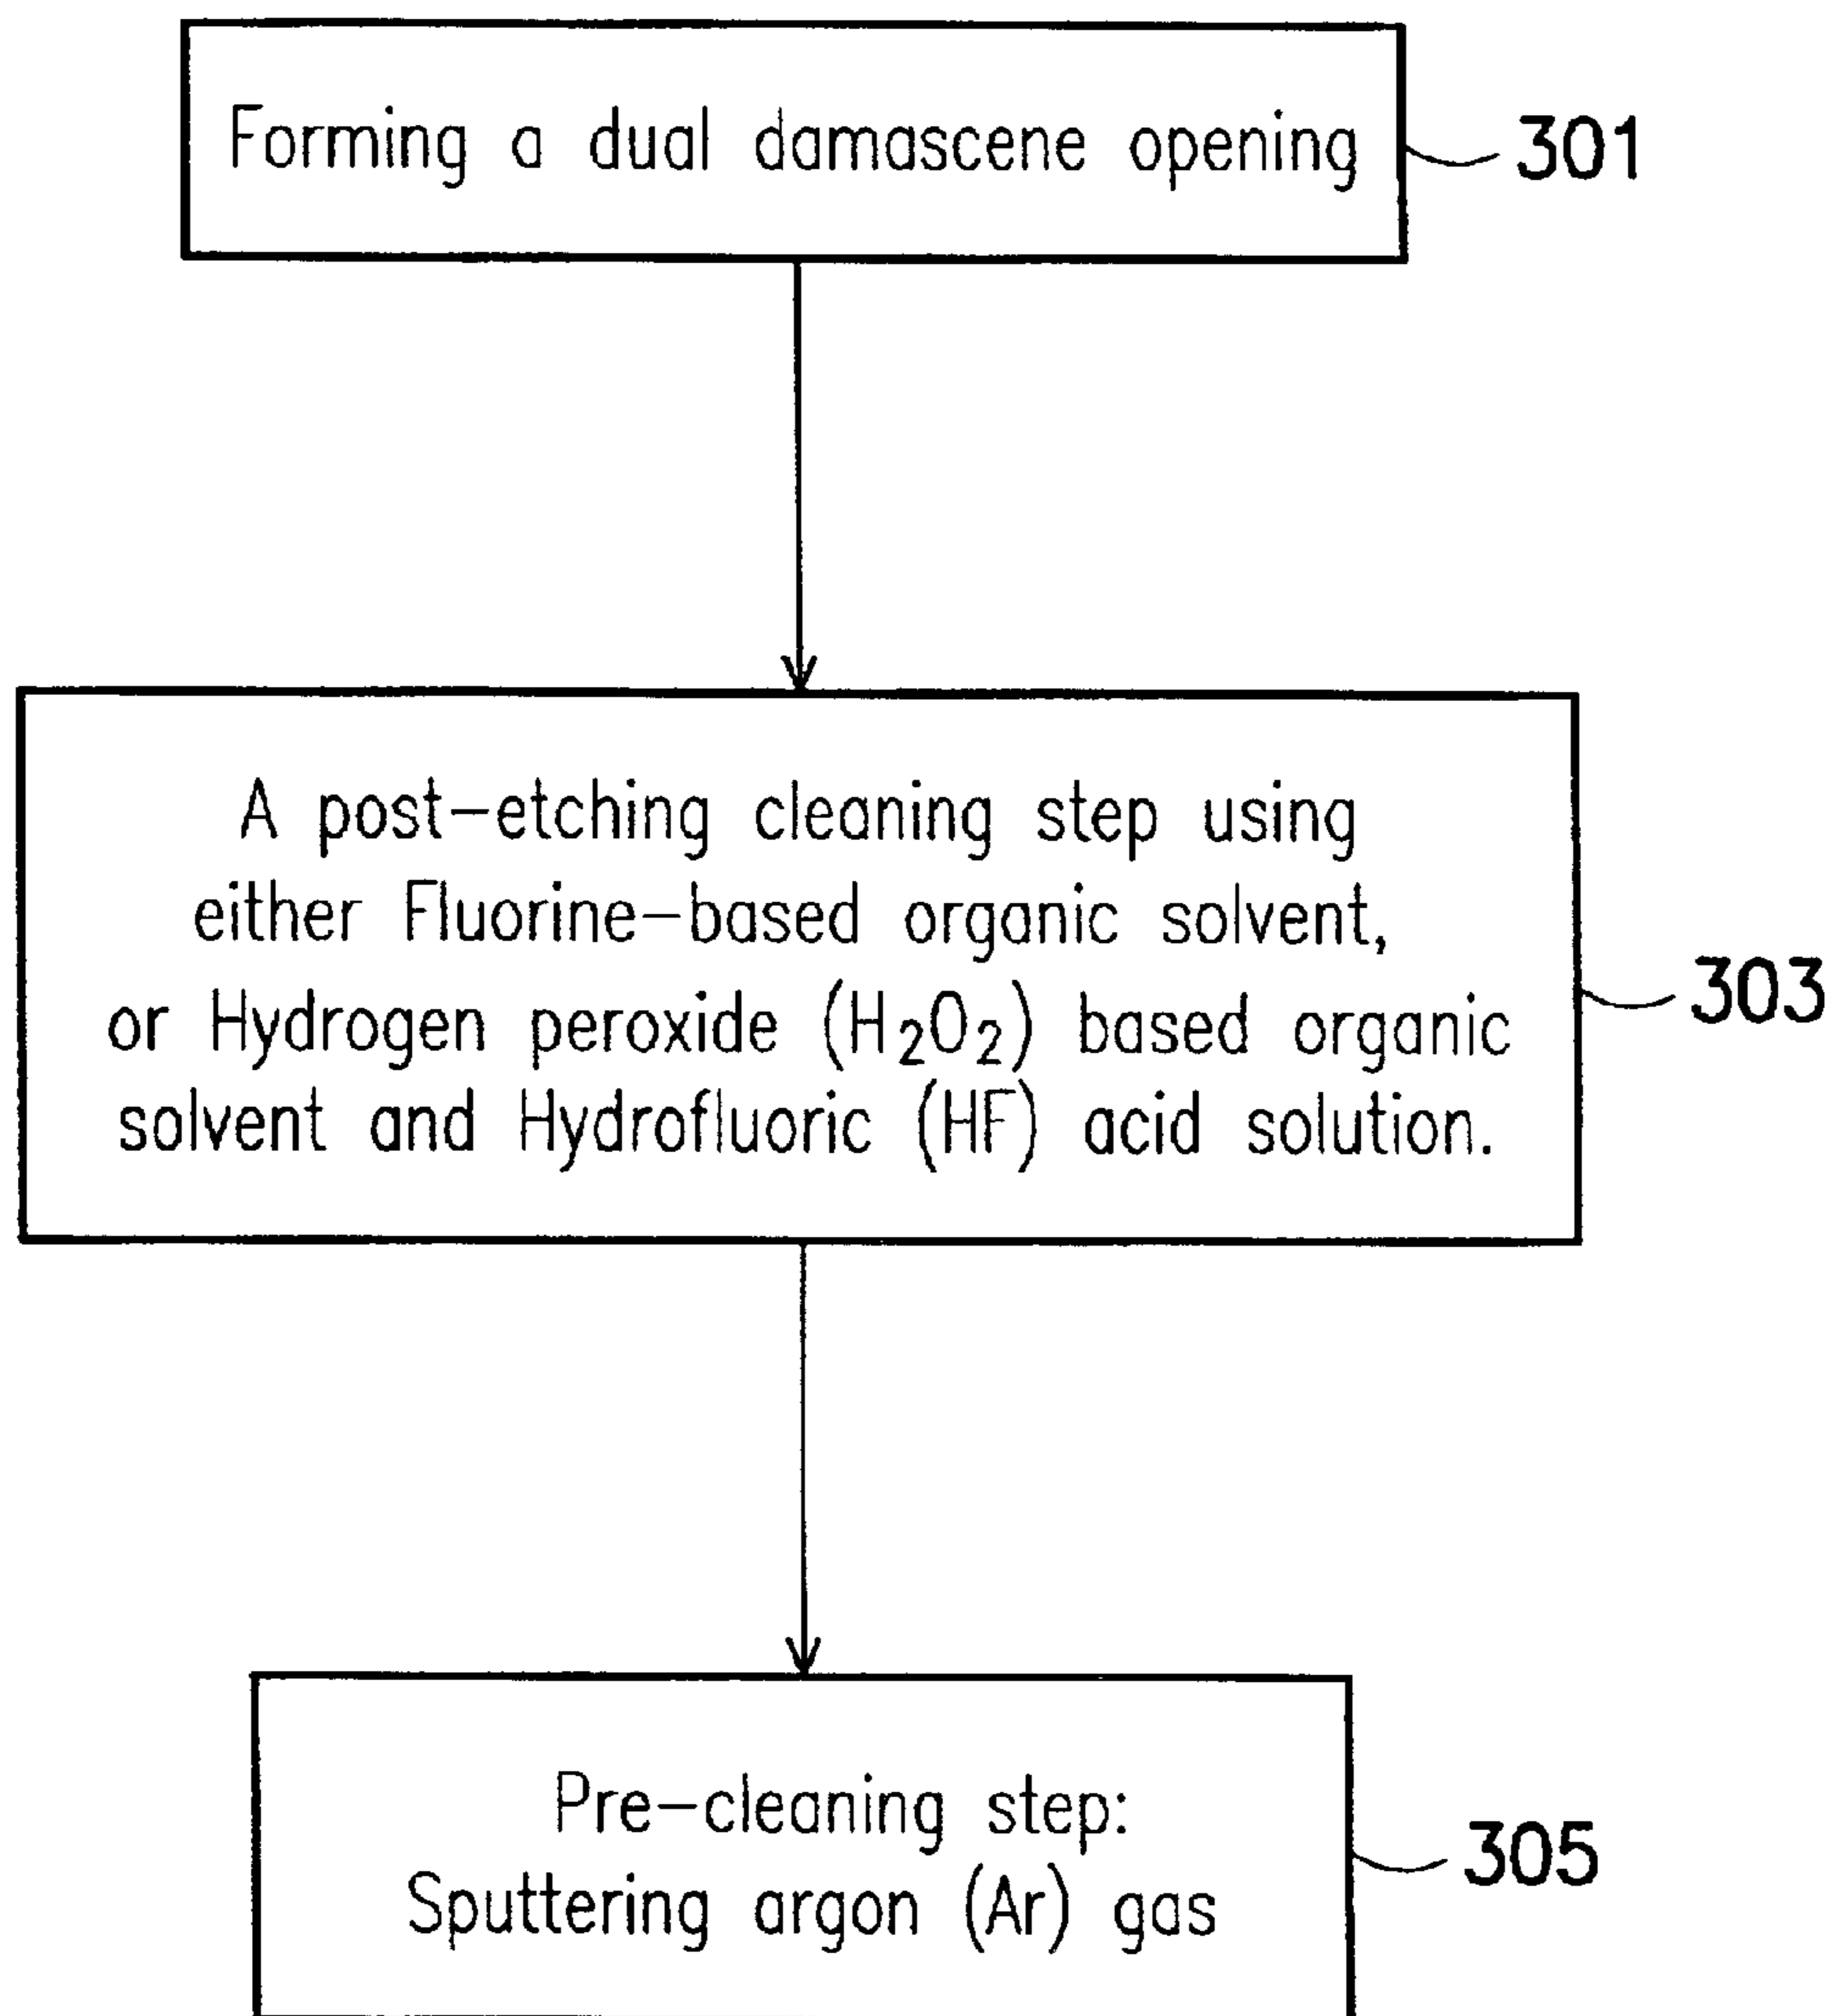 Forming a dual damascene opening
301
A post-etching cleaning step using
either Fluorine-based organic solvent,
or Hydrogen peroxide (H₂O₂) based organic
solvent and Hydrofluoric (HF) acid solution.
303
Pre-cleaning step:
Sputtering argon (Ar) gas
305